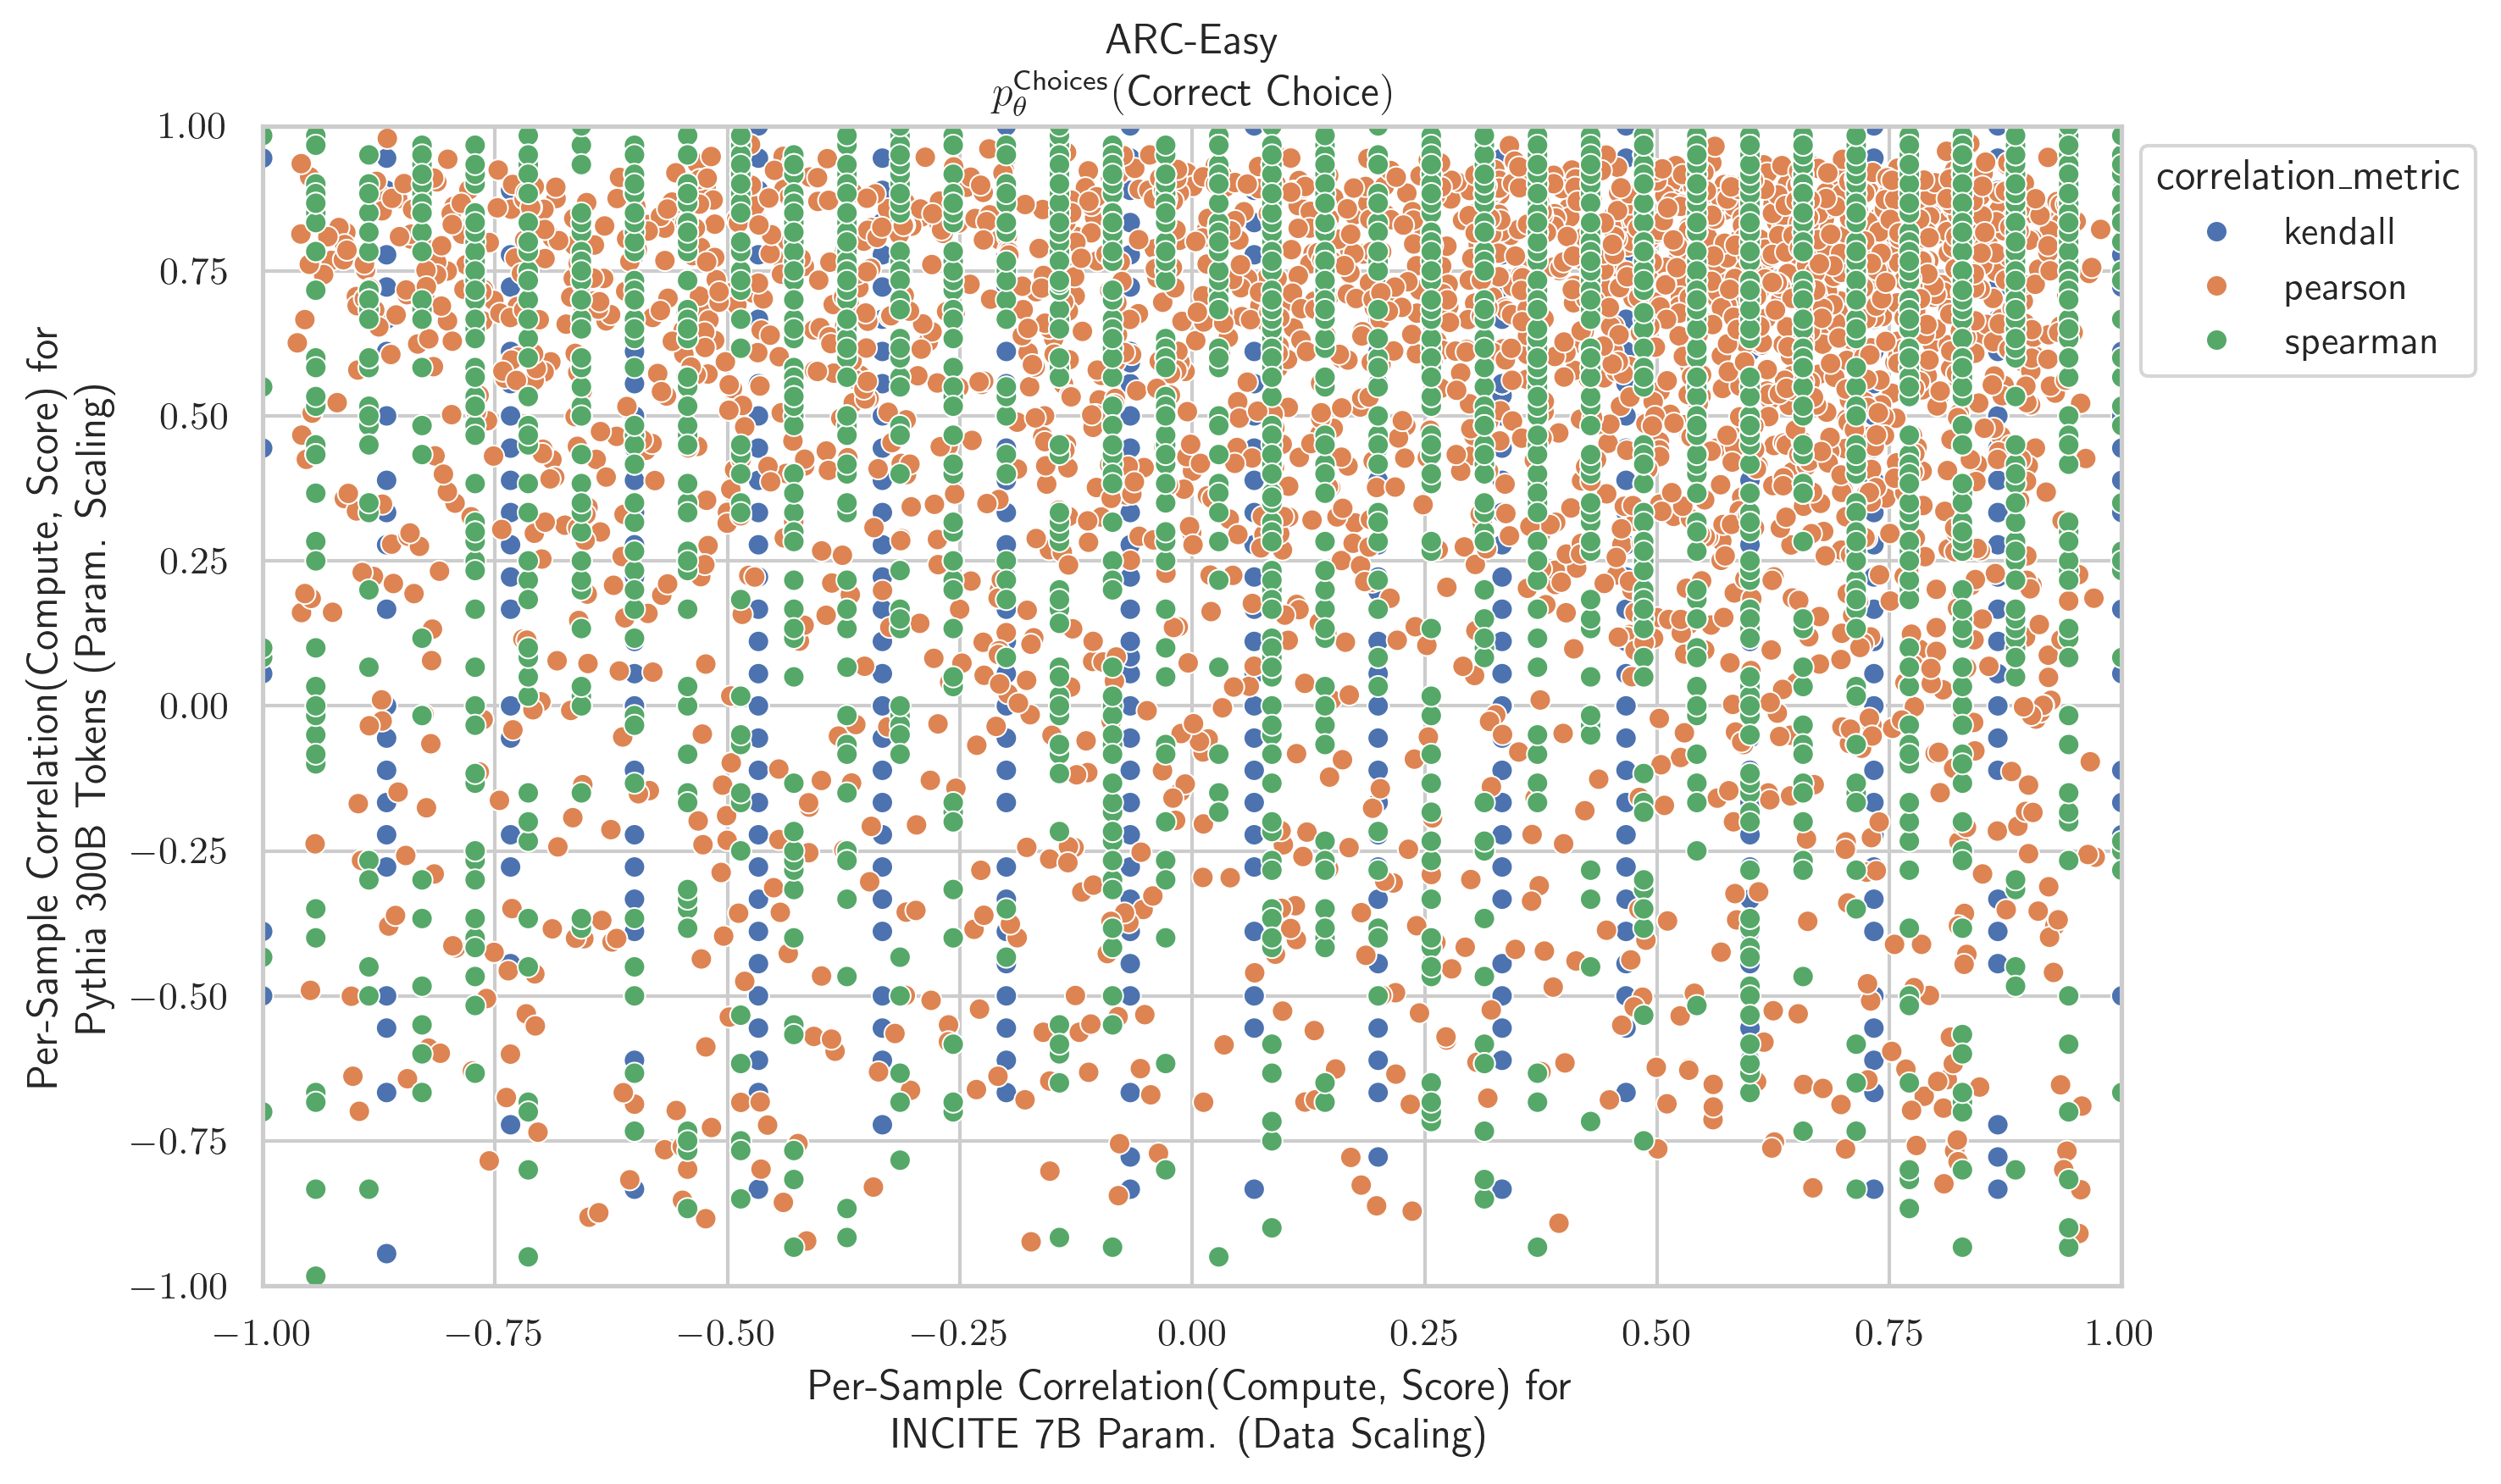 ARC-Easy
p_θ^Choices(Correct Choice)
Per-Sample Correlation(Compute, Score) for
Pythia 300B Tokens (Param. Scaling)
1.00
0.75
0.50
0.25
0.00
−0.25
−0.50
−0.75
−1.00
−1.00
−0.75
−0.50
−0.25
0.00
0.25
0.50
0.75
1.00
Per-Sample Correlation(Compute, Score) for
INCITE 7B Param. (Data Scaling)
correlation_metric
kendall
pearson
spearman